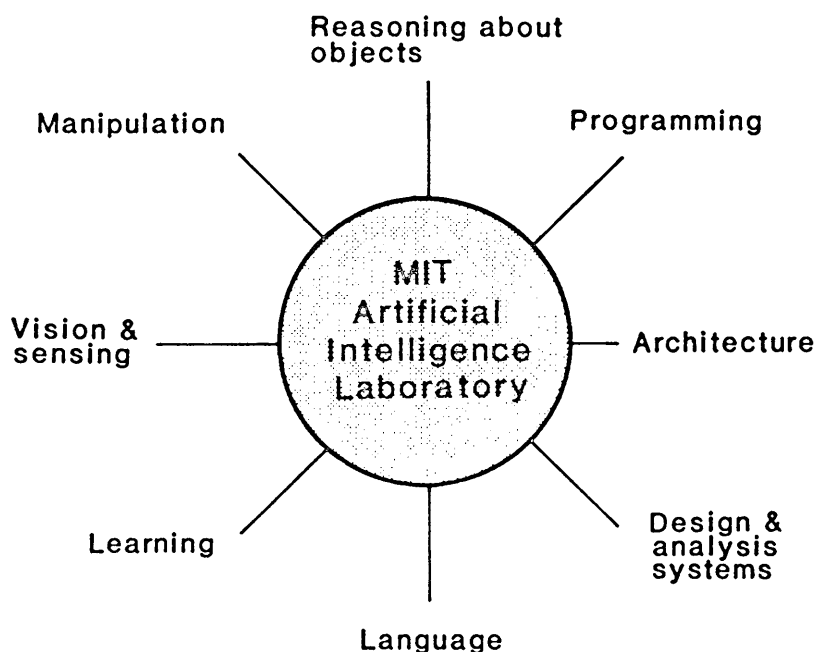 Reasoning about
objects
Manipulation
Programming
MIT
Artificial
Intelligence
Laboratory
Vision &
sensing
Architecture
Learning
Design &
analysis
systems
Language